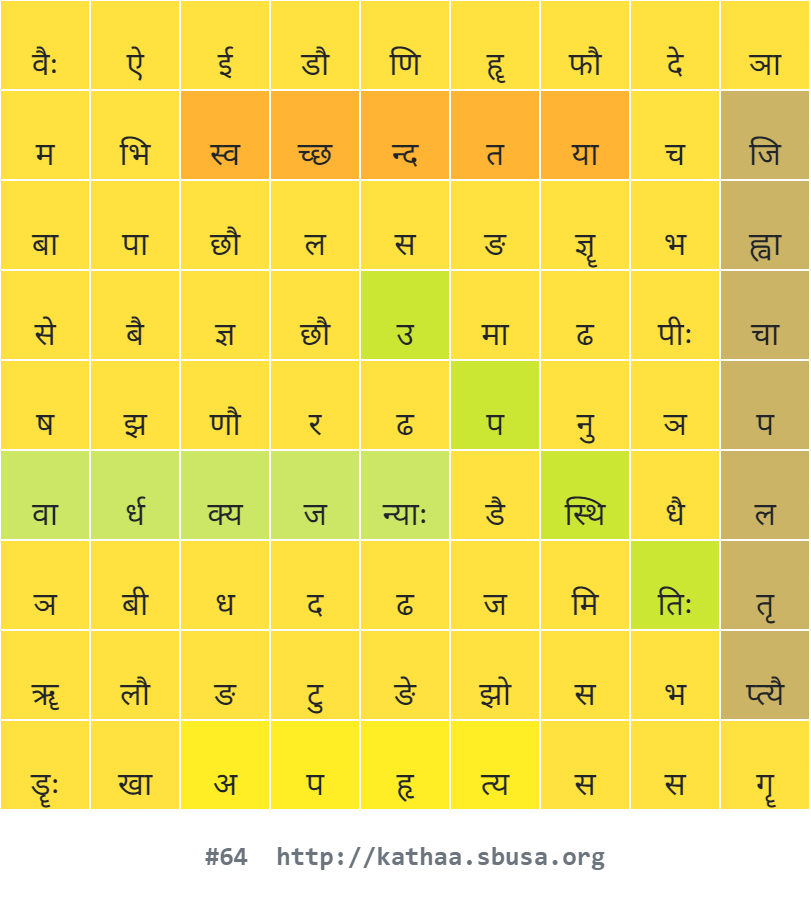 वैः ऐ ई डौ णि हॄ फौ दे ञा
म भि स्व च्छ न्द त या च जि
बा पा छौ ल स ङ ज्ञॄ भ ह्वा
से बै ज्ञ छौ उ मा ढ पीः चा
ष झ णौ र ढ प नु ञ प
वा र्ध क्य ज न्याः डै स्थि धै ल
ञ बी ध द ढ ज मि तिः तृ
ॠ लौ ङ टु ङे झो स भ प्त्यै
ड़ॄः खा अ प हृ त्य स स गॄ
#64 http://kathaa.sbusa.org